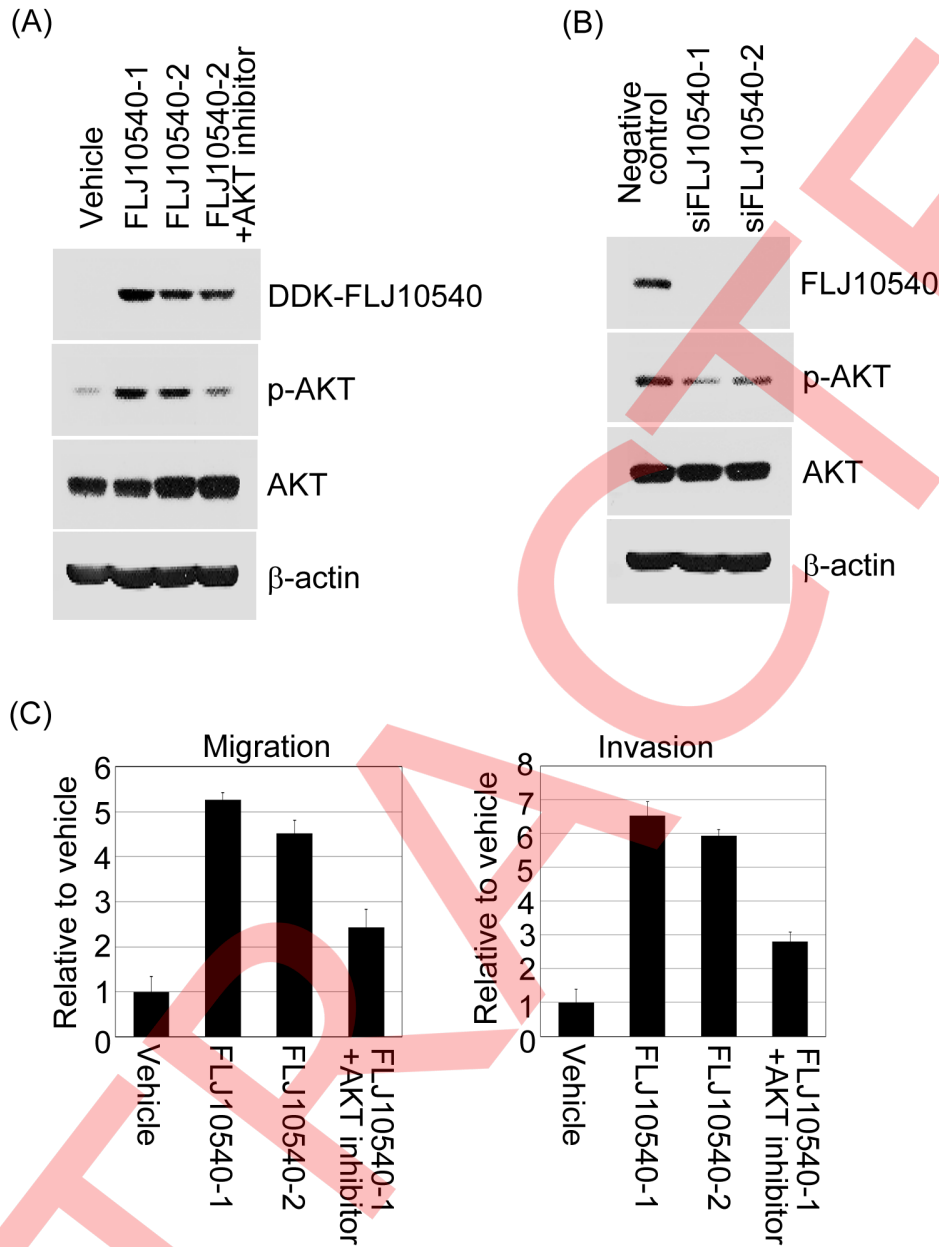 (A)
Vehicle
FLJ10540-1
FLJ10540-2
FLJ10540-2
+AKT inhibitor
DDK-FLJ10540
p-AKT
AKT
β-actin
(B)
Negative
control
siFLJ10540-1
siFLJ10540-2
FLJ10540
p-AKT
AKT
β-actin
(C)
Migration
Relative to vehicle
6
5
4
3
2
1
0
Vehicle
FLJ10540-1
FLJ10540-2
FLJ10540-1
+AKT inhibitor
Invasion
Relative to vehicle
8
7
6
5
4
3
2
1
0
Vehicle
FLJ10540-1
FLJ10540-2
FLJ10540-1
+AKT inhibitor
TRACTE